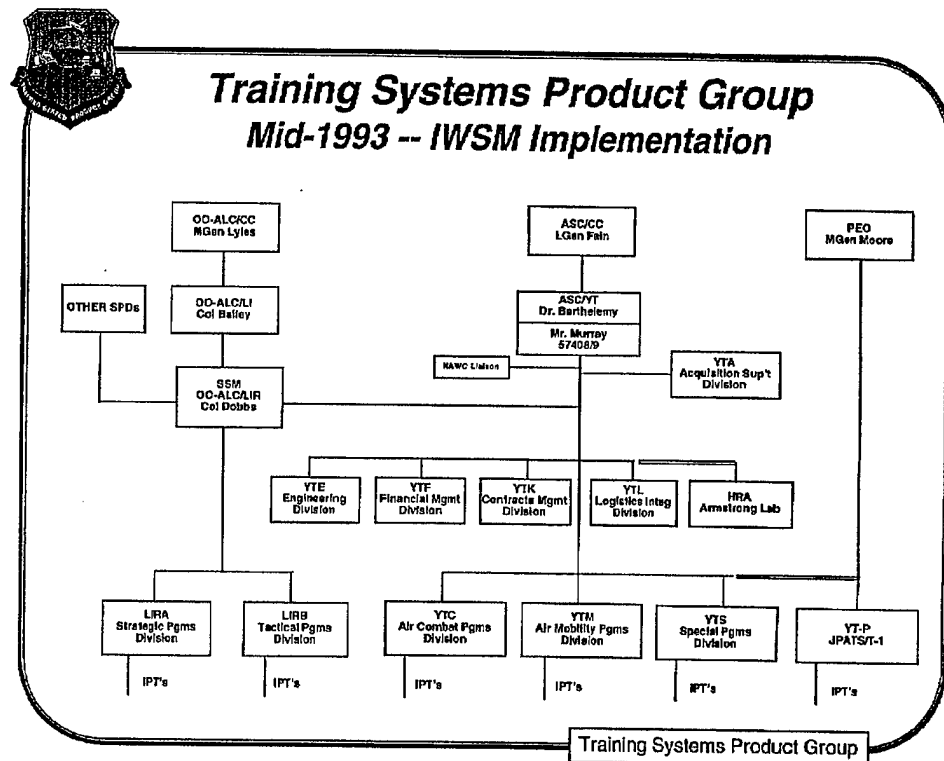 Training Systems Product Group
Mid-1993 -- IWSM Implementation
OO-ALC/CC
MGen Lyles
ASC/CC
LGen Fain
PEO
MGen Moore
OTHER SPDs
OO-ALC/LI
Col Bailey
ASC/YT
Dr. Barthelemy
Mr. Murray
57408/9
NAWC Liaison
YTA
Acquisition Sup't
Division
SSM
OO-ALC/LIR
Col Dobbs
YTE
Engineering
Division
YTF
Financial Mgmt
Division
YTK
Contracts Mgmt
Division
YTL
Logistics Integ
Division
HRA
Armstrong Lab
LIRA
Strategic Pgms
Division
LIRB
Tactical Pgms
Division
YTC
Air Combat Pgms
Division
YTM
Air Mobility Pgms
Division
YTS
Special Pgms
Division
YT-P
JPATS/T-1
IPT's
IPT's
IPT's
IPT's
IPT's
IPT's
Training Systems Product Group